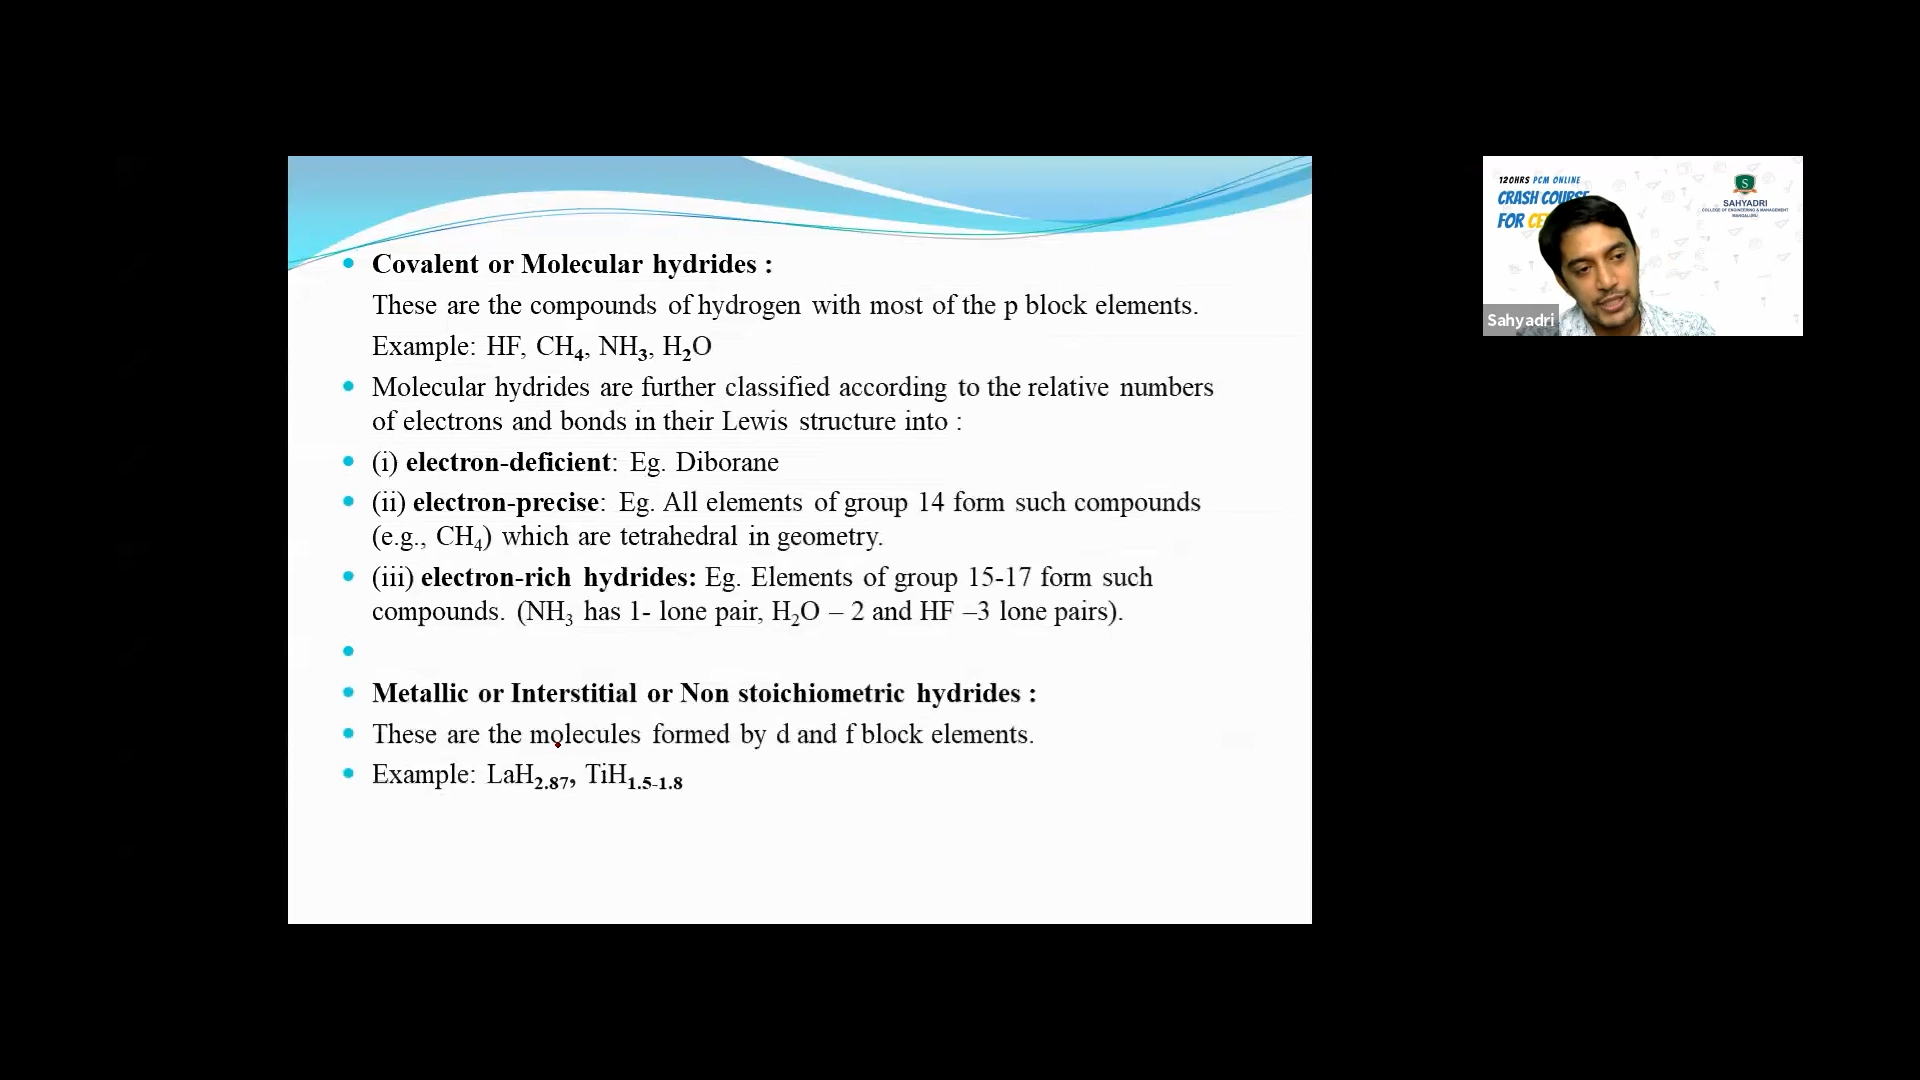 Covalent or Molecular hydrides :
These are the compounds of hydrogen with most of the p block elements.
Example: HF, CH₄, NH₃, H₂O
Molecular hydrides are further classified according to the relative numbers
of electrons and bonds in their Lewis structure into :
(i) electron-deficient: Eg. Diborane
(ii) electron-precise: Eg. All elements of group 14 form such compounds
(e.g., CH₄) which are tetrahedral in geometry.
(iii) electron-rich hydrides: Eg. Elements of group 15-17 form such
compounds. (NH₃ has 1- lone pair, H₂O – 2 and HF –3 lone pairs).
Metallic or Interstitial or Non stoichiometric hydrides :
These are the molecules formed by d and f block elements.
Example: LaH₂.₈₇, TiH₁.₅₋₁.₈
120HRS PCM ONLINE
CRASH COURSE
FOR CE
S
SAHYADRI
COLLEGE OF ENGINEERING & MANAGEMENT
MANGALURU
Sahyadri